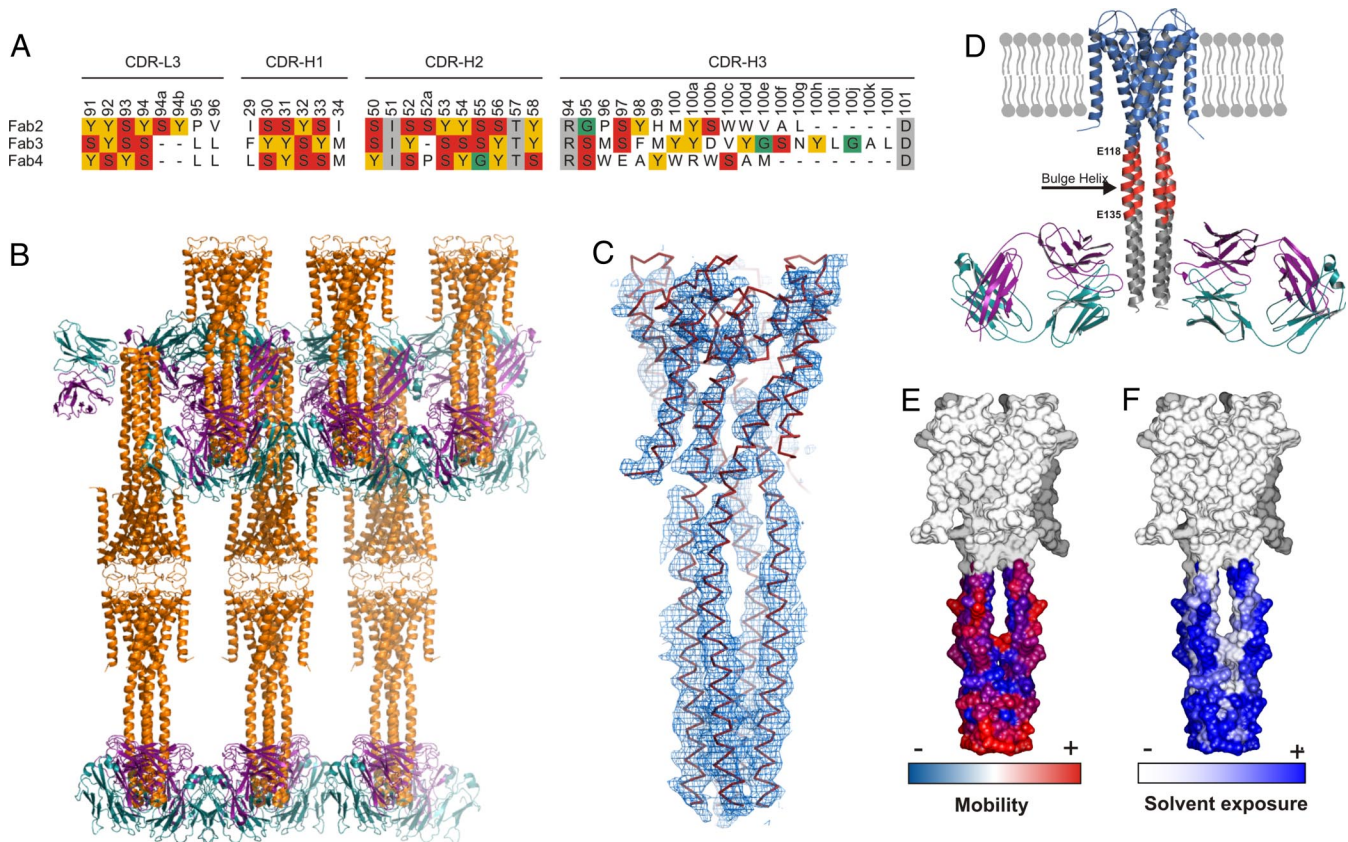 A
CDR-L3 CDR-H1 CDR-H2 CDR-H3
91 92 93 94 94a 94b 95 96 29 30 31 32 33 34 50 51 52 52a 53 54 55 56 57 58 94 95 96 97 98 99 100 100a 100b 100c 100d 100e 100f 100g 100h 100i 100j 100k 100l 101
Fab2 Y Y S Y S Y P V I S S Y S I S I S S Y Y S S T Y R G P S Y H M Y S W W V A L - - - - - D
Fab3 S Y S S - - L L F Y Y S Y M S I S S S Y T R S M S F M Y Y D V Y G S N Y L G A L D
Fab4 Y S Y S - - L L L S Y S S M Y I S P S Y G Y T S R S W E A Y W R W S A M - - - - - - - D
B
C
D
E118
Bulge Helix
E135
E
- +
Mobility
F
- +
Solvent exposure